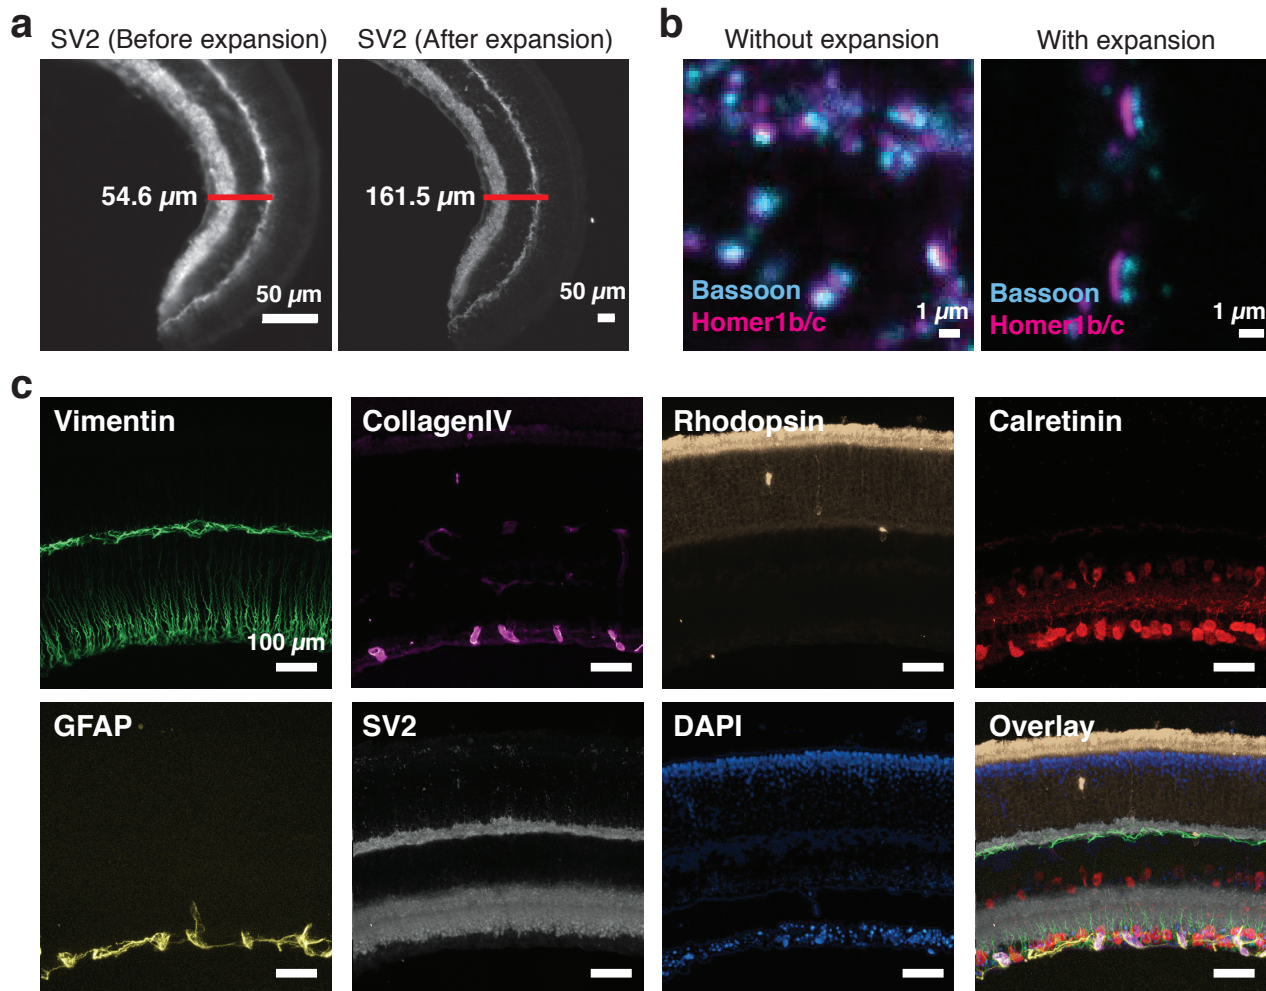 a
SV2 (Before expansion)
SV2 (After expansion)
54.6 µm
50 µm
161.5 µm
50 µm
b
Without expansion
With expansion
Bassoon
Homer1b/c
1 µm
Bassoon
Homer1b/c
1 µm
c
Vimentin
100 µm
CollagenIV
Rhodopsin
Calretinin
GFAP
SV2
DAPI
Overlay